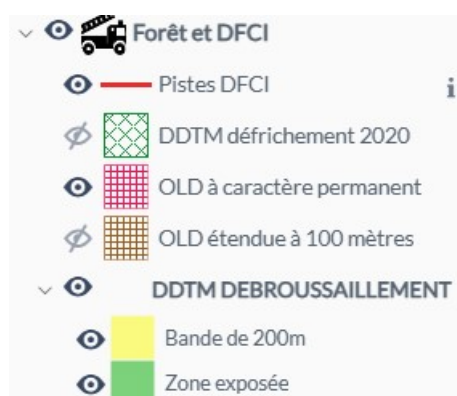 Forêt et DFCI
Pistes DFCI
DDTM défrichement 2020
OLD à caractère permanent
OLD étendue à 100 mètres
DDTM DEBROUSSAILLEMENT
Bande de 200m
Zone exposée